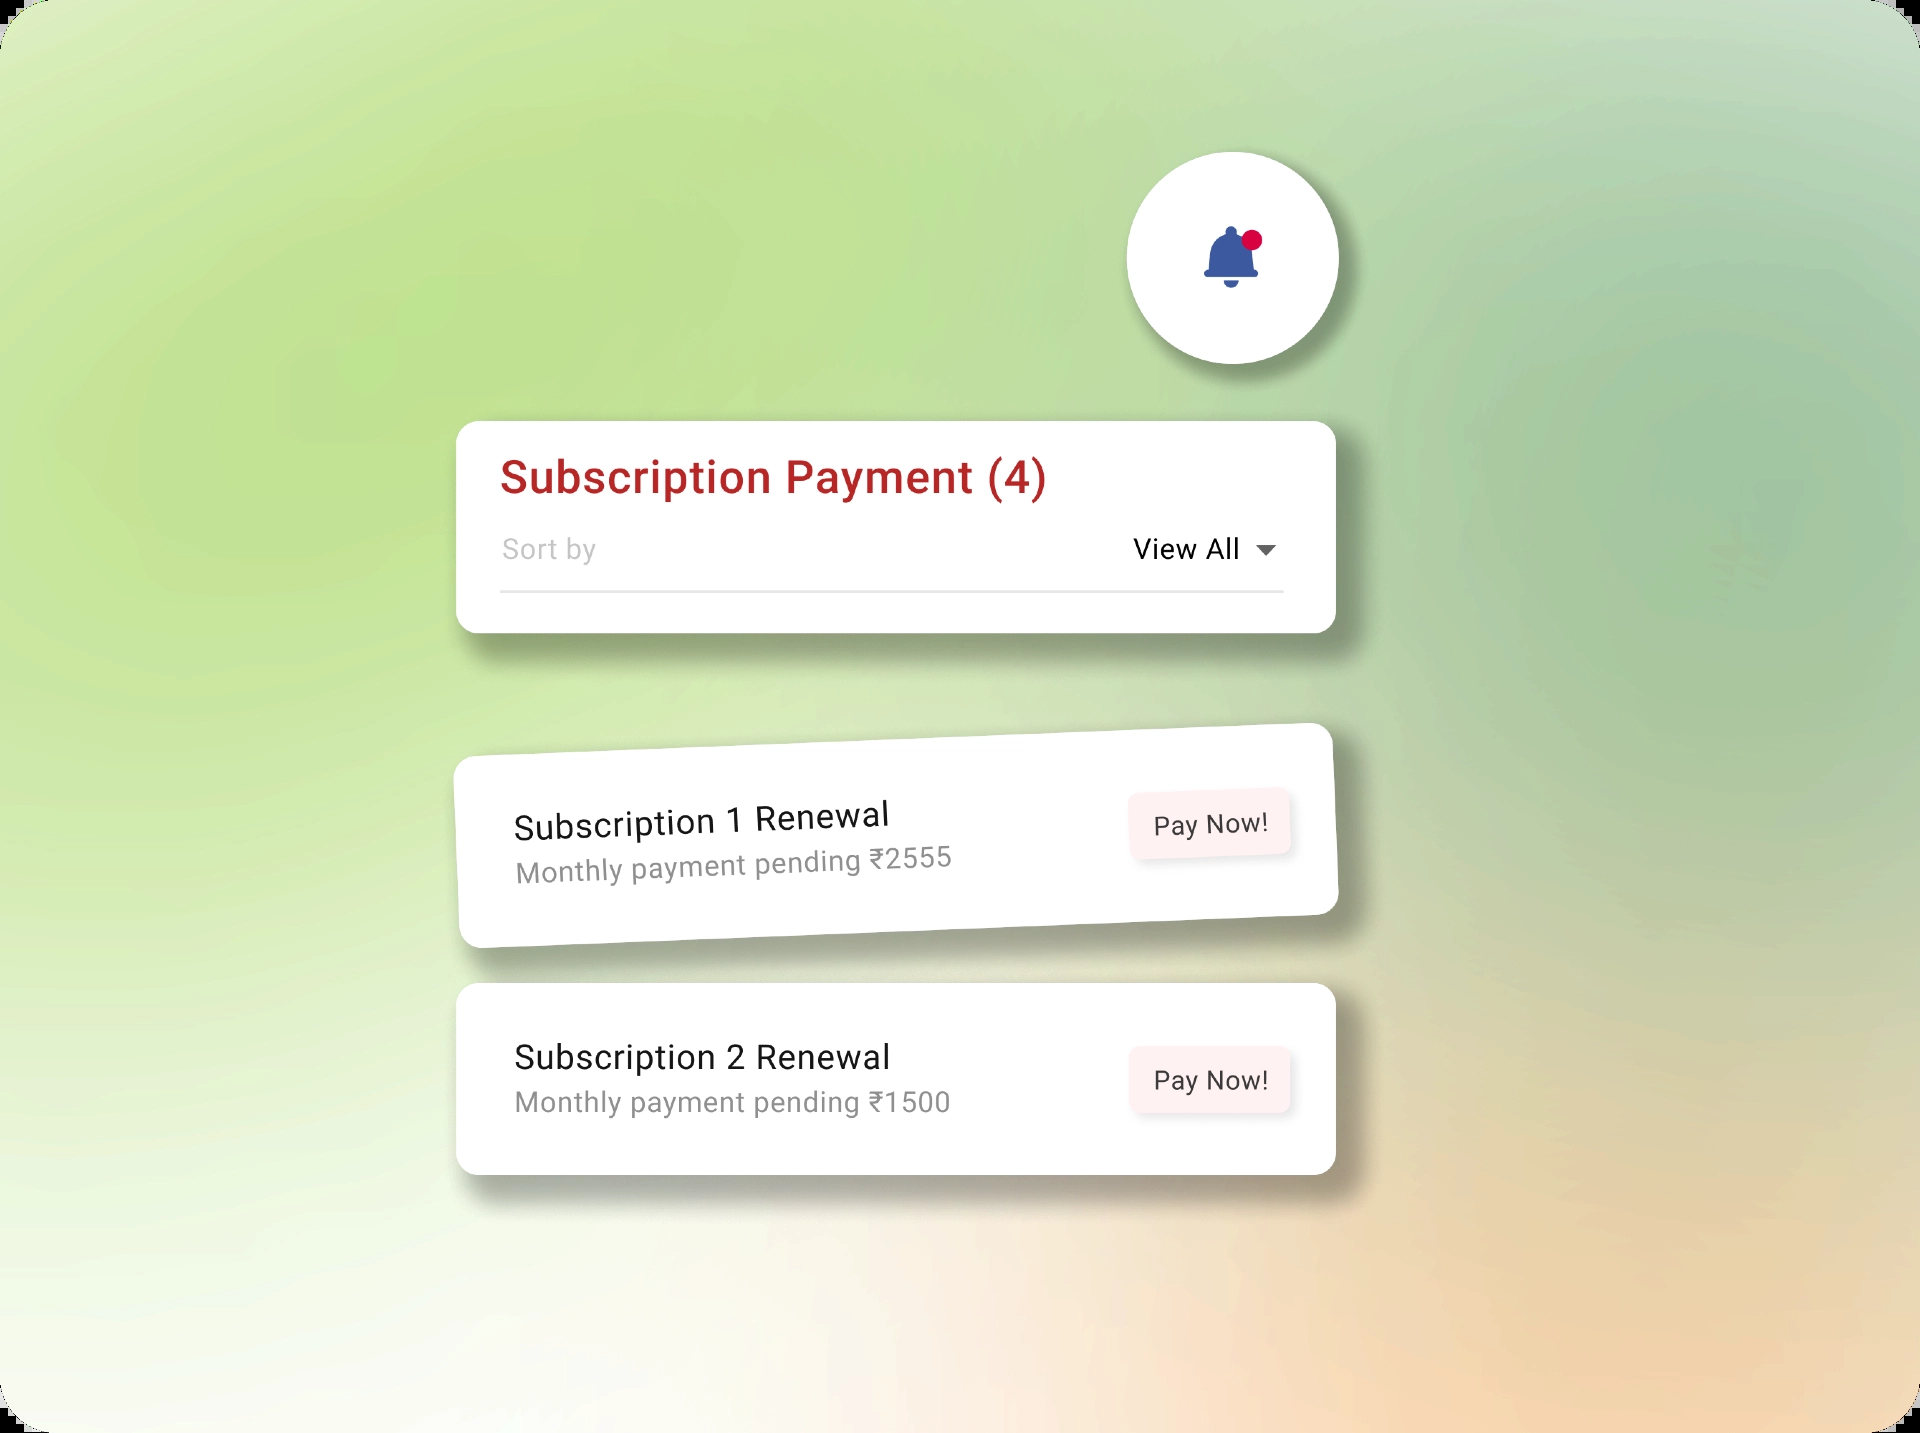 Subscription Payment (4)
Sort by
View All
Subscription 1 Renewal
Monthly payment pending ₹2555
Pay Now!
Subscription 2 Renewal
Monthly payment pending ₹1500
Pay Now!